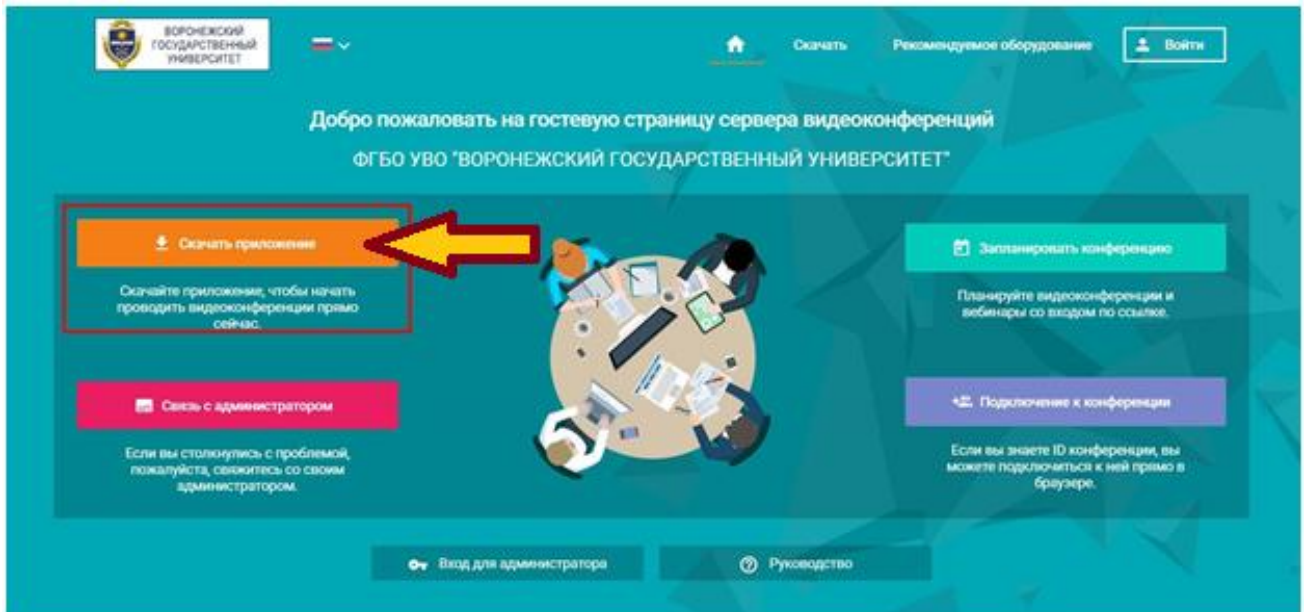 ВОРОНЕЖСКИЙ
ГОСУДАРСТВЕННЫЙ
УНИВЕРСИТЕТ
Скачать
Рекомендуемое оборудование
Войти
Добро пожаловать на гостевую страницу сервера видеоконференций
ФГБО УВО "ВОРОНЕЖСКИЙ ГОСУДАРСТВЕННЫЙ УНИВЕРСИТЕТ"
Скачать приложение
Скачайте приложение, чтобы начать
проводить видеоконференции прямо
сейчас.
Запланировать конференцию
Планируйте видеоконференции и
вебинары со входом по ссылке.
Связь с администратором
Если вы столкнулись с проблемой,
пожалуйста, свяжитесь со своим
администратором.
Подключение к конференции
Если вы знаете ID конференции, вы
можете подключиться к ней прямо в
браузере.
Вход для администратора
Руководство